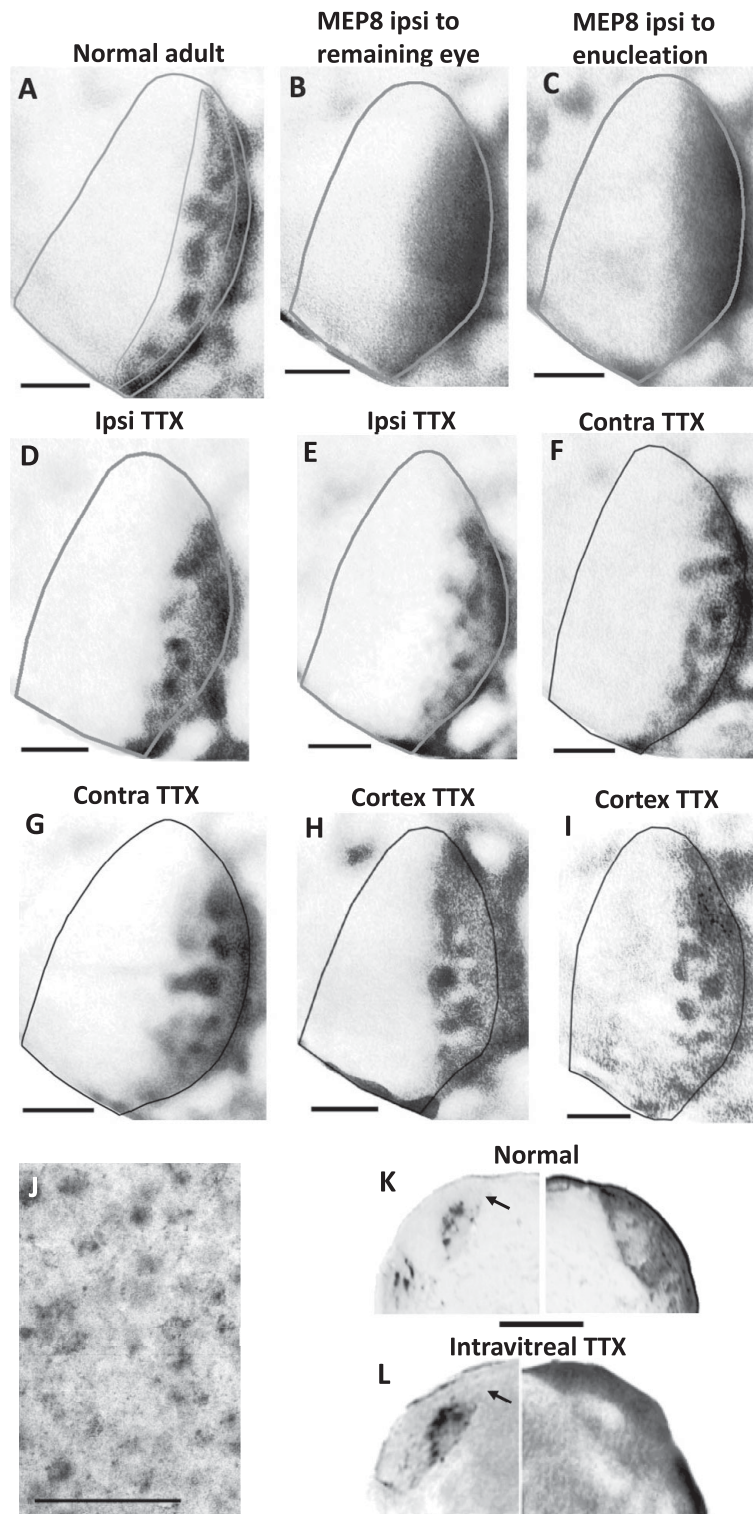 Normal adult
MEP8 ipsi to
remaining eye
MEP8 ipsi to
enucleation
A
B
C
Ipsi TTX
Ipsi TTX
Contra TTX
D
E
F
Contra TTX
Cortex TTX
Cortex TTX
G
H
I
J
Normal
K
Intravitreal TTX
L